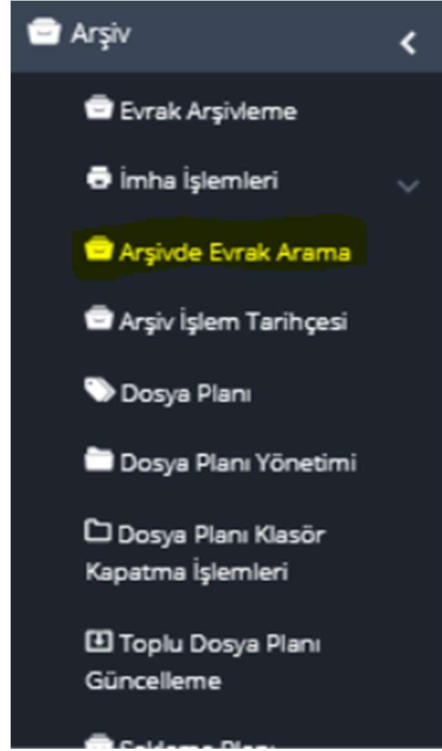 Arşiv
Evrak Arşivleme
İmha İşlemleri
Arşivde Evrak Arama
Arşiv İşlem Tarihçesi
Dosya Planı
Dosya Planı Yönetimi
Dosya Planı Klasör
Kapatma İşlemleri
Toplu Dosya Planı
Güncelleme